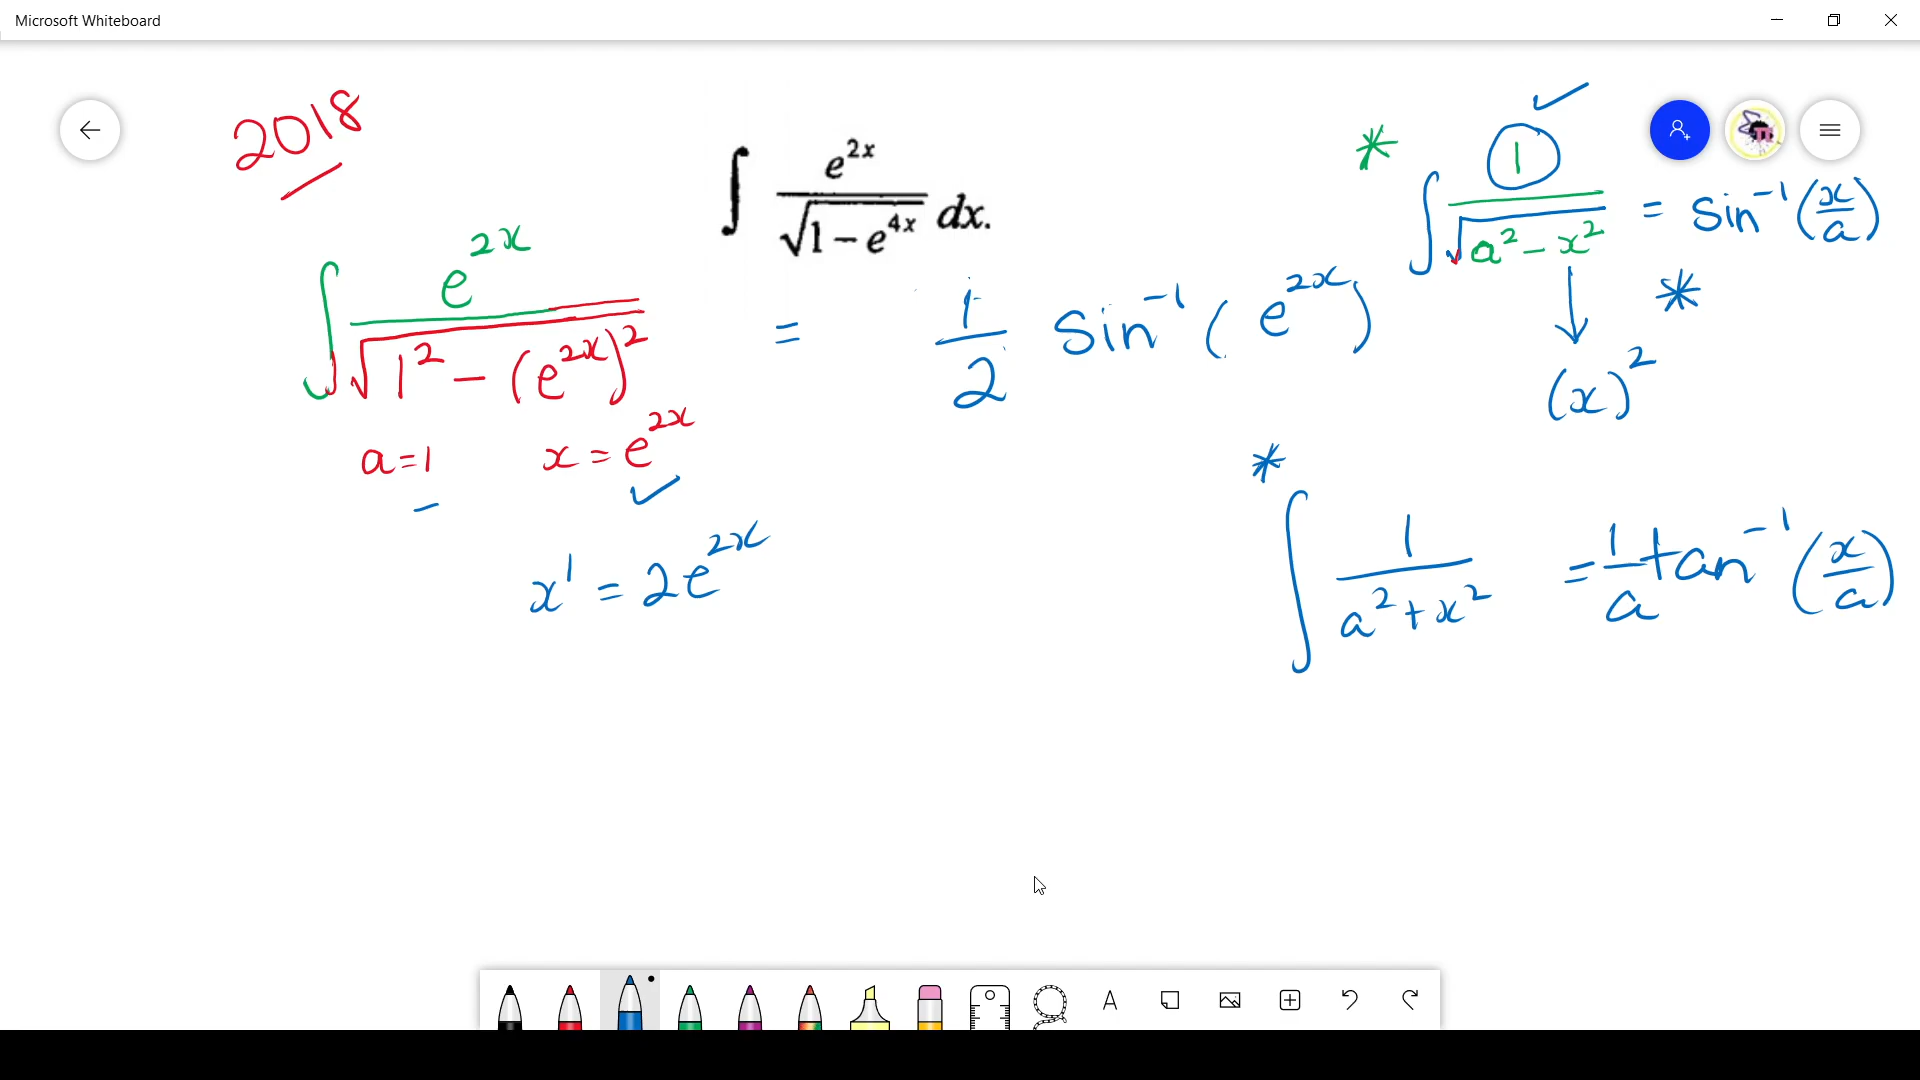 Microsoft Whiteboard
2018
∫ e^{2x} / √(1 − e^{4x}) dx.
* ∫ 1 / √(a² − x²) = sin⁻¹(x/a)
∫ e^{2x} / √(1² − (e^{2x})²) = 1/2 sin⁻¹(e^{2x})
*
(x)²
a = 1 x = e^{2x}
x' = 2e^{2x}
* ∫ 1 / (a² + x²) = 1/a tan⁻¹(x/a)